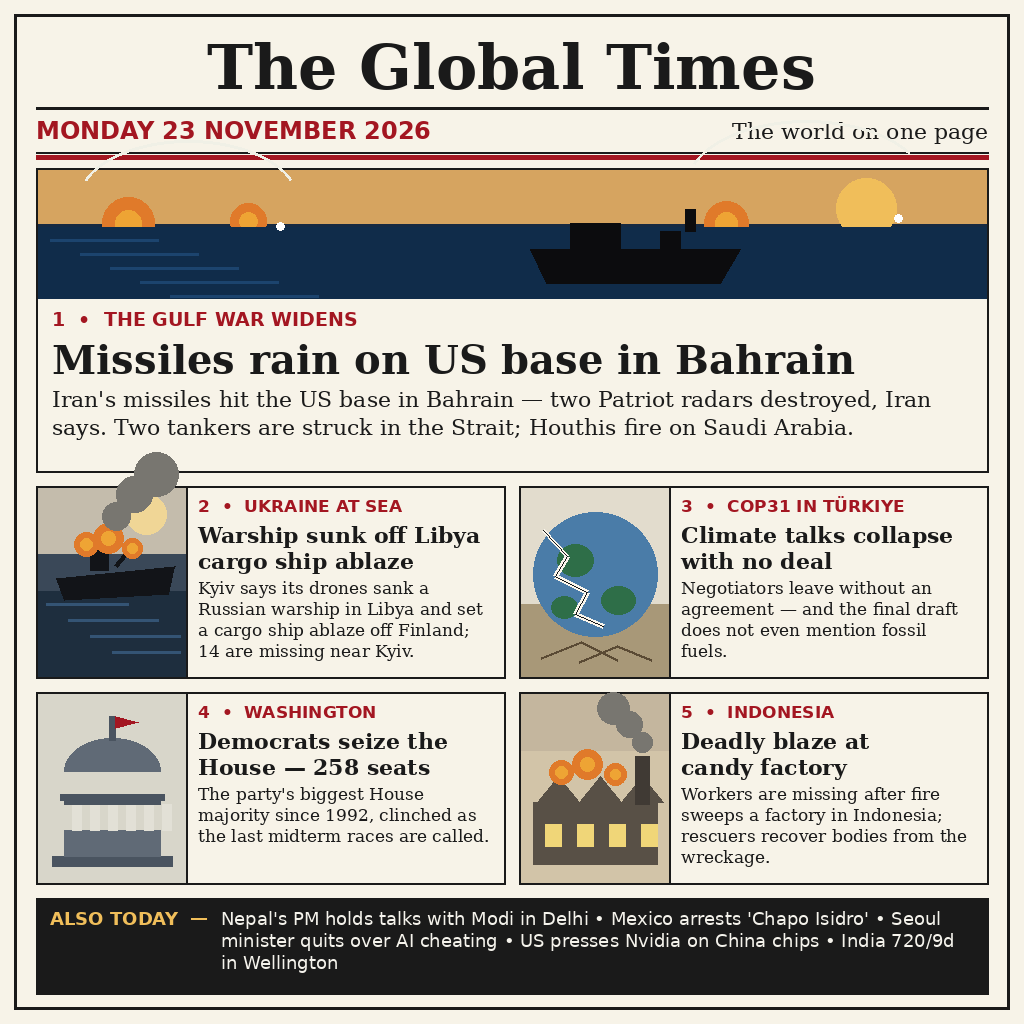 The Global Times
MONDAY 23 NOVEMBER 2026
The world on one page
1 • THE GULF WAR WIDENS
Missiles rain on US base in Bahrain
Iran's missiles hit the US base in Bahrain — two Patriot radars destroyed, Iran
says. Two tankers are struck in the Strait; Houthis fire on Saudi Arabia.
2 • UKRAINE AT SEA
Warship sunk off Libya
cargo ship ablaze
Kyiv says its drones sank a
Russian warship in Libya and set
a cargo ship ablaze off Finland;
14 are missing near Kyiv.
3 • COP31 IN TÜRKIYE
Climate talks collapse
with no deal
Negotiators leave without an
agreement — and the final draft
does not even mention fossil
fuels.
4 • WASHINGTON
Democrats seize the
House — 258 seats
The party's biggest House
majority since 1992, clinched as
the last midterm races are called.
5 • INDONESIA
Deadly blaze at
candy factory
Workers are missing after fire
sweeps a factory in Indonesia;
rescuers recover bodies from the
wreckage.
ALSO TODAY — Nepal's PM holds talks with Modi in Delhi • Mexico arrests 'Chapo Isidro' • Seoul
minister quits over AI cheating • US presses Nvidia on China chips • India 720/9d
in Wellington